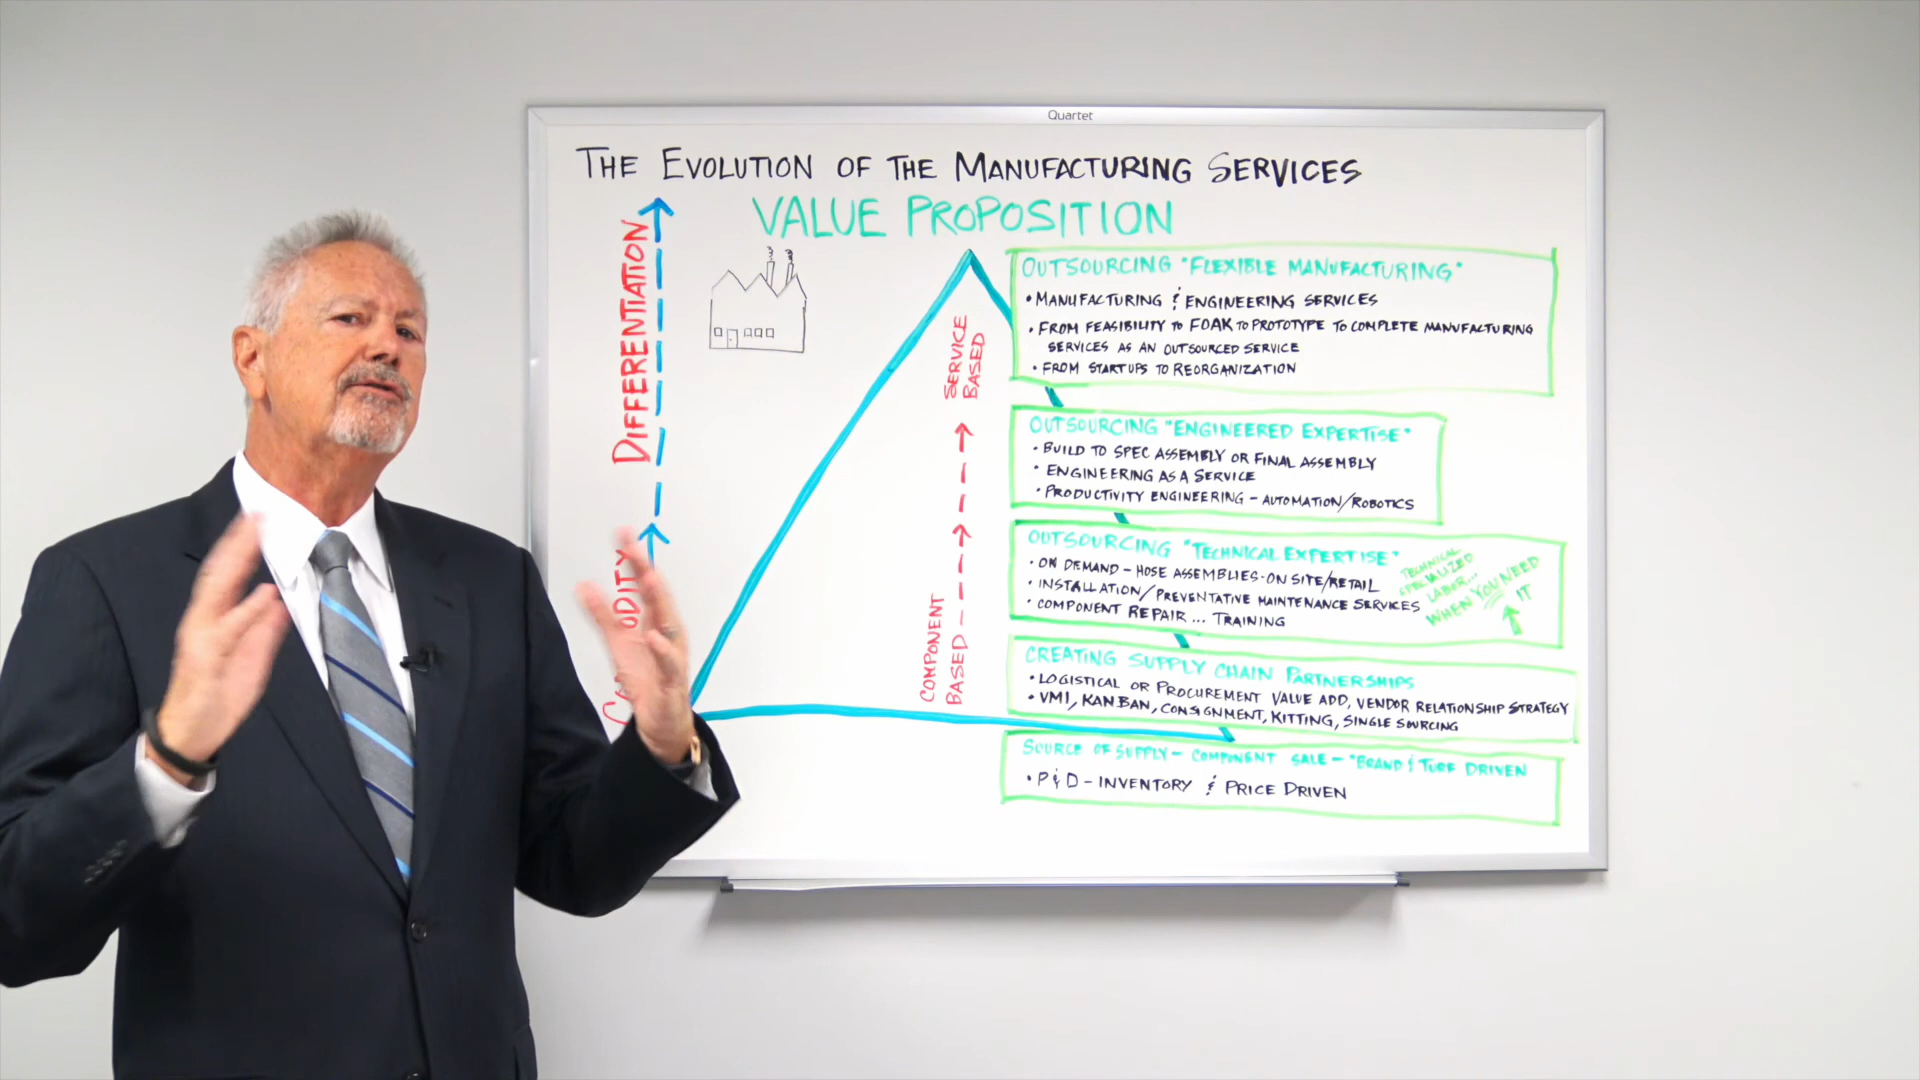 Quartet
THE EVOLUTION OF THE MANUFACTURING SERVICES
VALUE PROPOSITION
DIFFERENTIATION
SERVICE
BASED
COMPONENT
BASED
OUTSOURCING "FLEXIBLE MANUFACTURING"
• MANUFACTURING & ENGINEERING SERVICES
• FROM FEASIBILITY TO FOAK TO PROTOTYPE TO COMPLETE MANUFACTURING
SERVICES AS AN OUTSOURCED SERVICE
• FROM STARTUPS TO REORGANIZATION
OUTSOURCING "ENGINEERED EXPERTISE"
• BUILD TO SPEC ASSEMBLY OR FINAL ASSEMBLY
• ENGINEERING AS A SERVICE
• PRODUCTIVITY ENGINEERING - AUTOMATION/ROBOTICS
OUTSOURCING "TECHNICAL EXPERTISE"
• ON DEMAND - HOSE ASSEMBLIES - ON SITE/RETAIL
• INSTALLATION/PREVENTATIVE MAINTENANCE SERVICES
• COMPONENT REPAIR ... TRAINING
TECHNICAL
SPECIALIZED
LABOR...
WHEN YOU NEED
IT
CREATING SUPPLY CHAIN PARTNERSHIPS
• LOGISTICAL OR PROCUREMENT VALUE ADD, VENDOR RELATIONSHIP STRATEGY
• VMI, KANBAN, CONSIGNMENT, KITTING, SINGLE SOURCING
SOURCE OF SUPPLY - COMPONENT SALE - "BRAND & TURF DRIVEN
• P & D - INVENTORY & PRICE DRIVEN